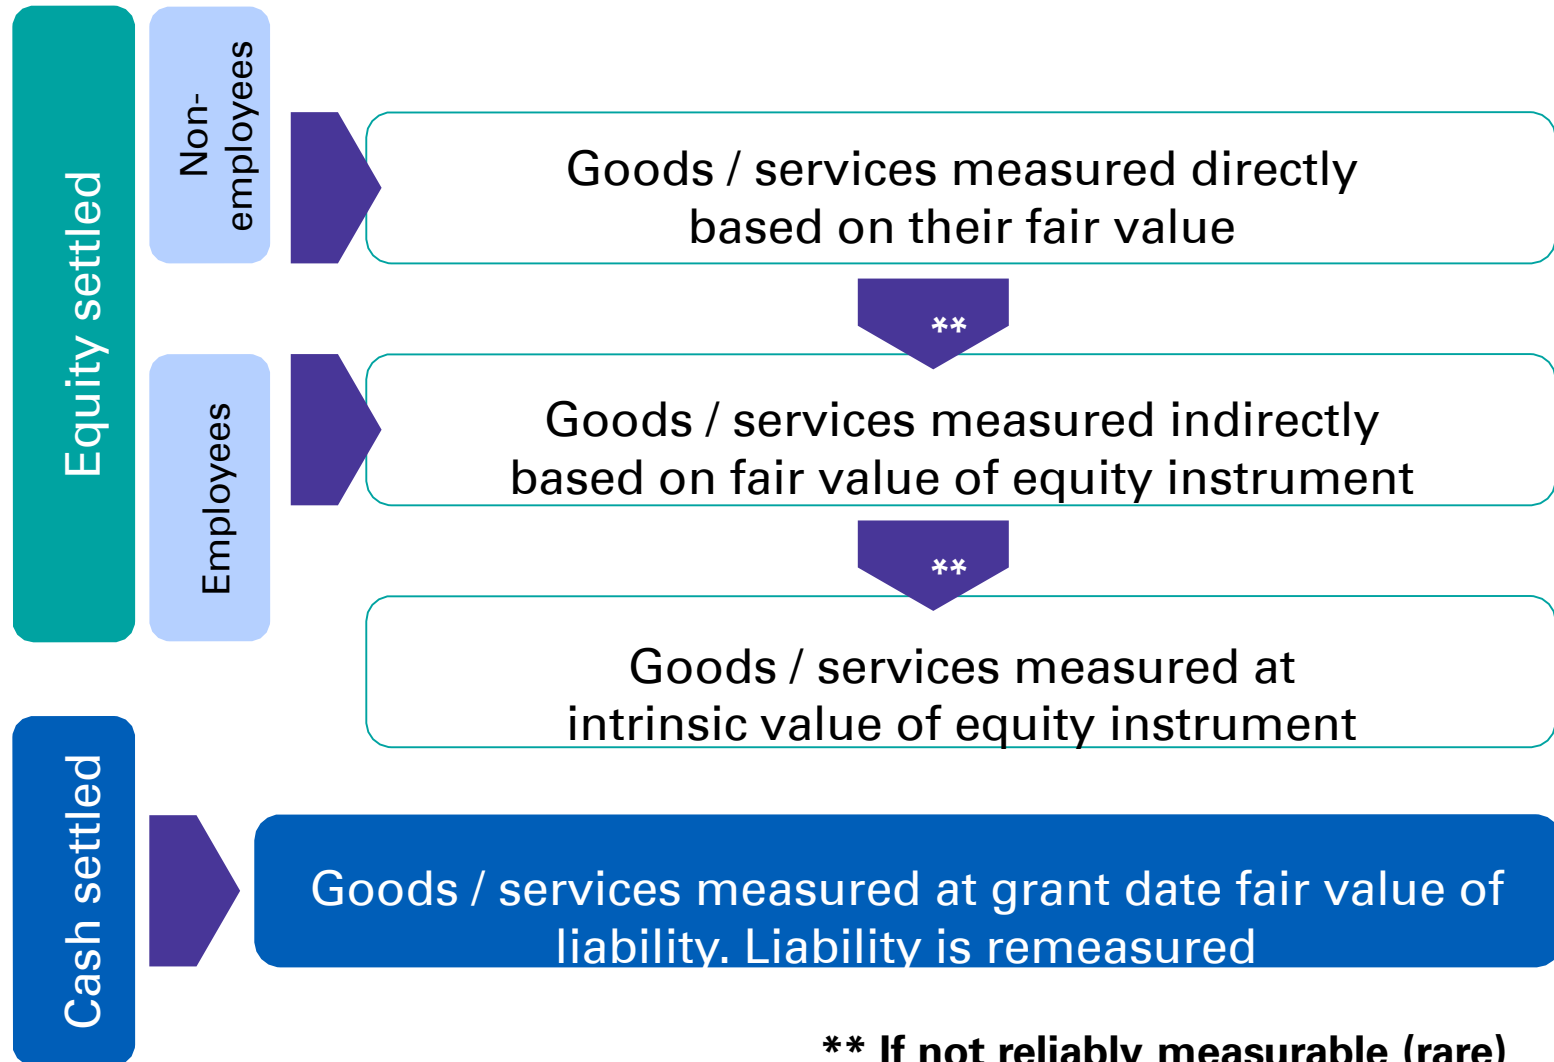 Equity settled
Non-
employees
Goods / services measured directly
based on their fair value
**
Employees
Goods / services measured indirectly
based on fair value of equity instrument
**
Goods / services measured at
intrinsic value of equity instrument
Cash settled
Goods / services measured at grant date fair value of
liability. Liability is remeasured
** If not reliably measurable (rare)